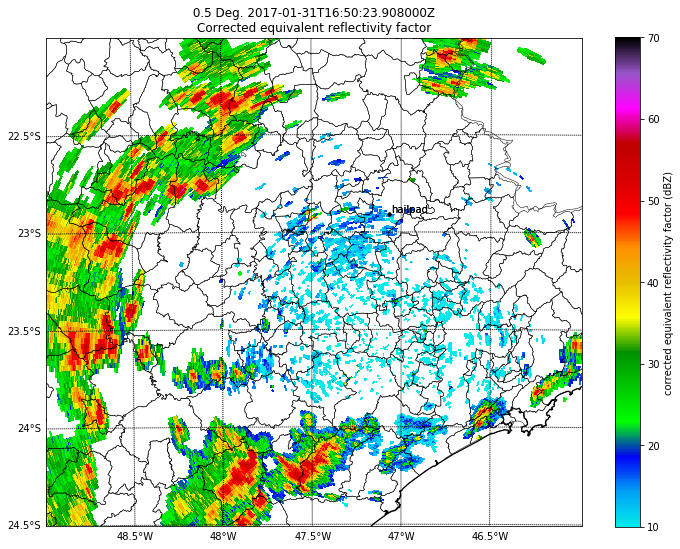 0.5 Deg. 2017-01-31T16:50:23.908000Z
Corrected equivalent reflectivity factor
70
60
50
40
30
20
10
corrected equivalent reflectivity factor (dBZ)
22.5°S
23°S
23.5°S
24°S
24.5°S
hailpad
48.5°W
48°W
47.5°W
47°W
46.5°W